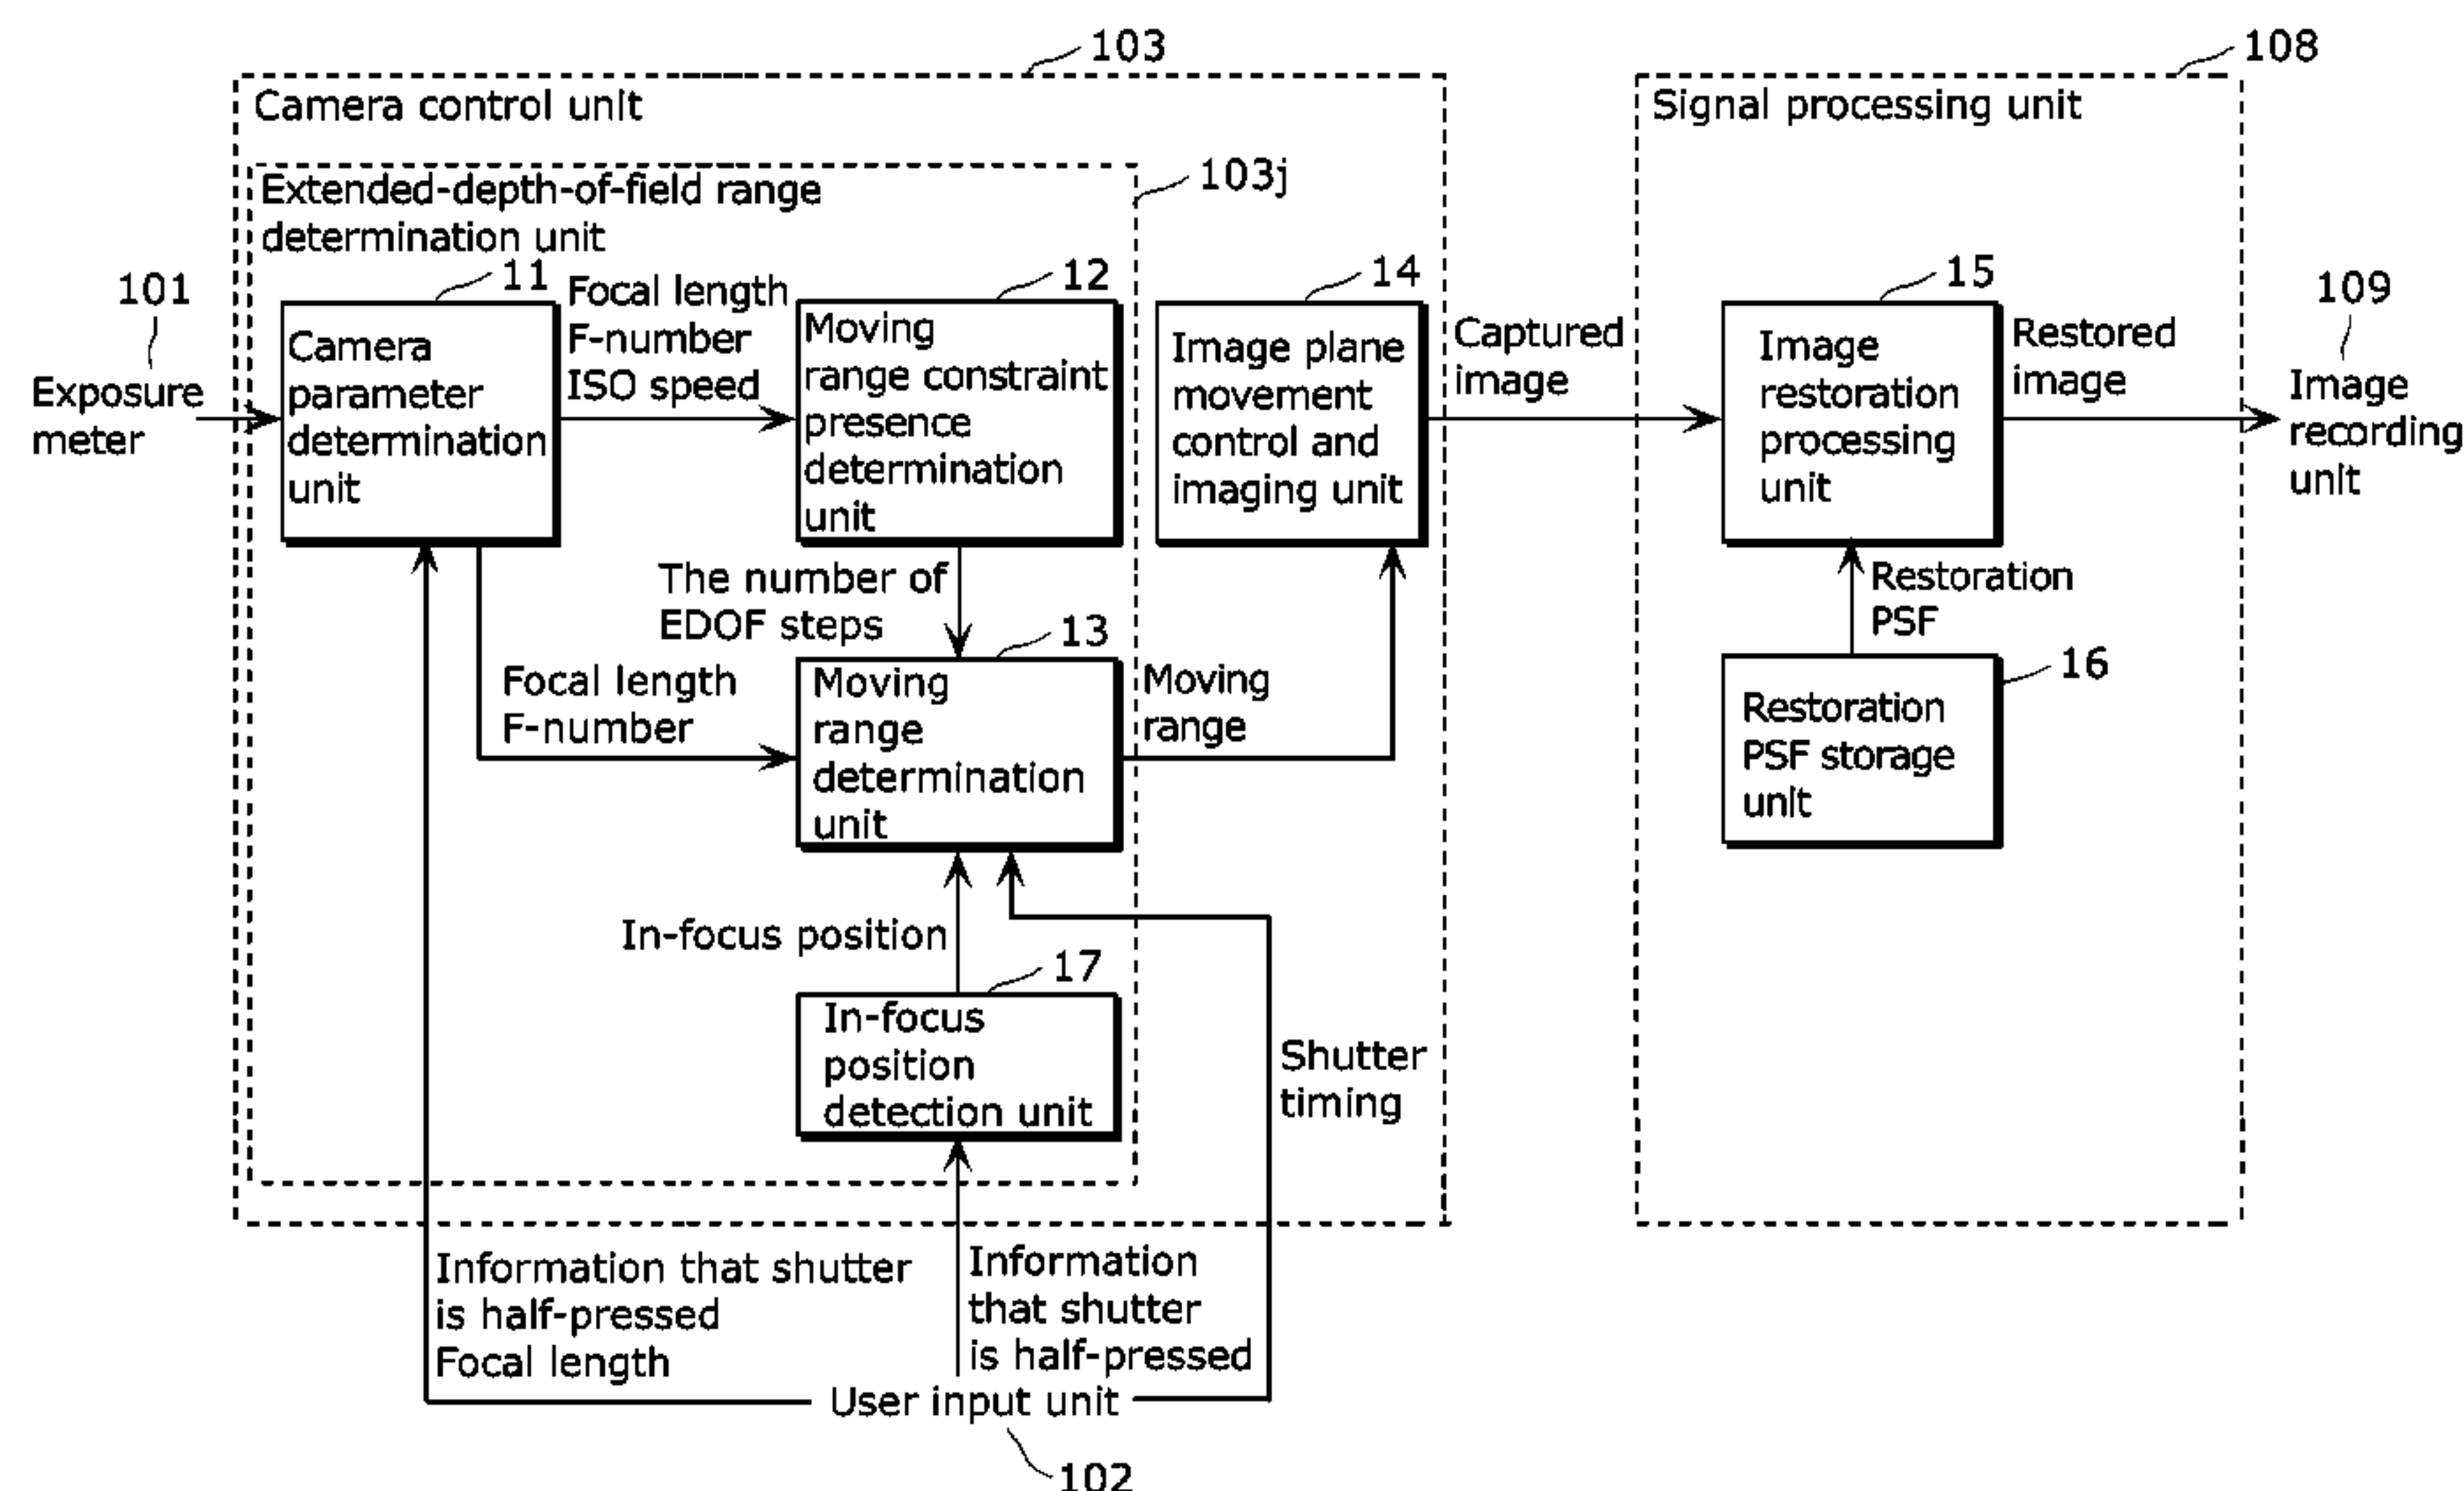 103
108
Camera control unit
Signal processing unit
103j
Extended-depth-of-field range
determination unit
101
Exposure
meter
11
Camera
parameter
determination
unit
Focal length
F-number
ISO speed
12
Moving
range constraint
presence
determination
unit
14
Image plane
movement
control and
imaging unit
Captured
image
15
Image
restoration
processing
unit
Restored
image
109
Image
recording
unit
The number of
EDOF steps
Restoration
PSF
Focal length
F-number
13
Moving
range
determination
unit
Moving
range
16
Restoration
PSF storage
unit
In-focus position
17
In-focus
position
detection unit
Shutter
timing
Information that shutter
is half-pressed
Focal length
Information
that shutter
is half-pressed
User input unit
102